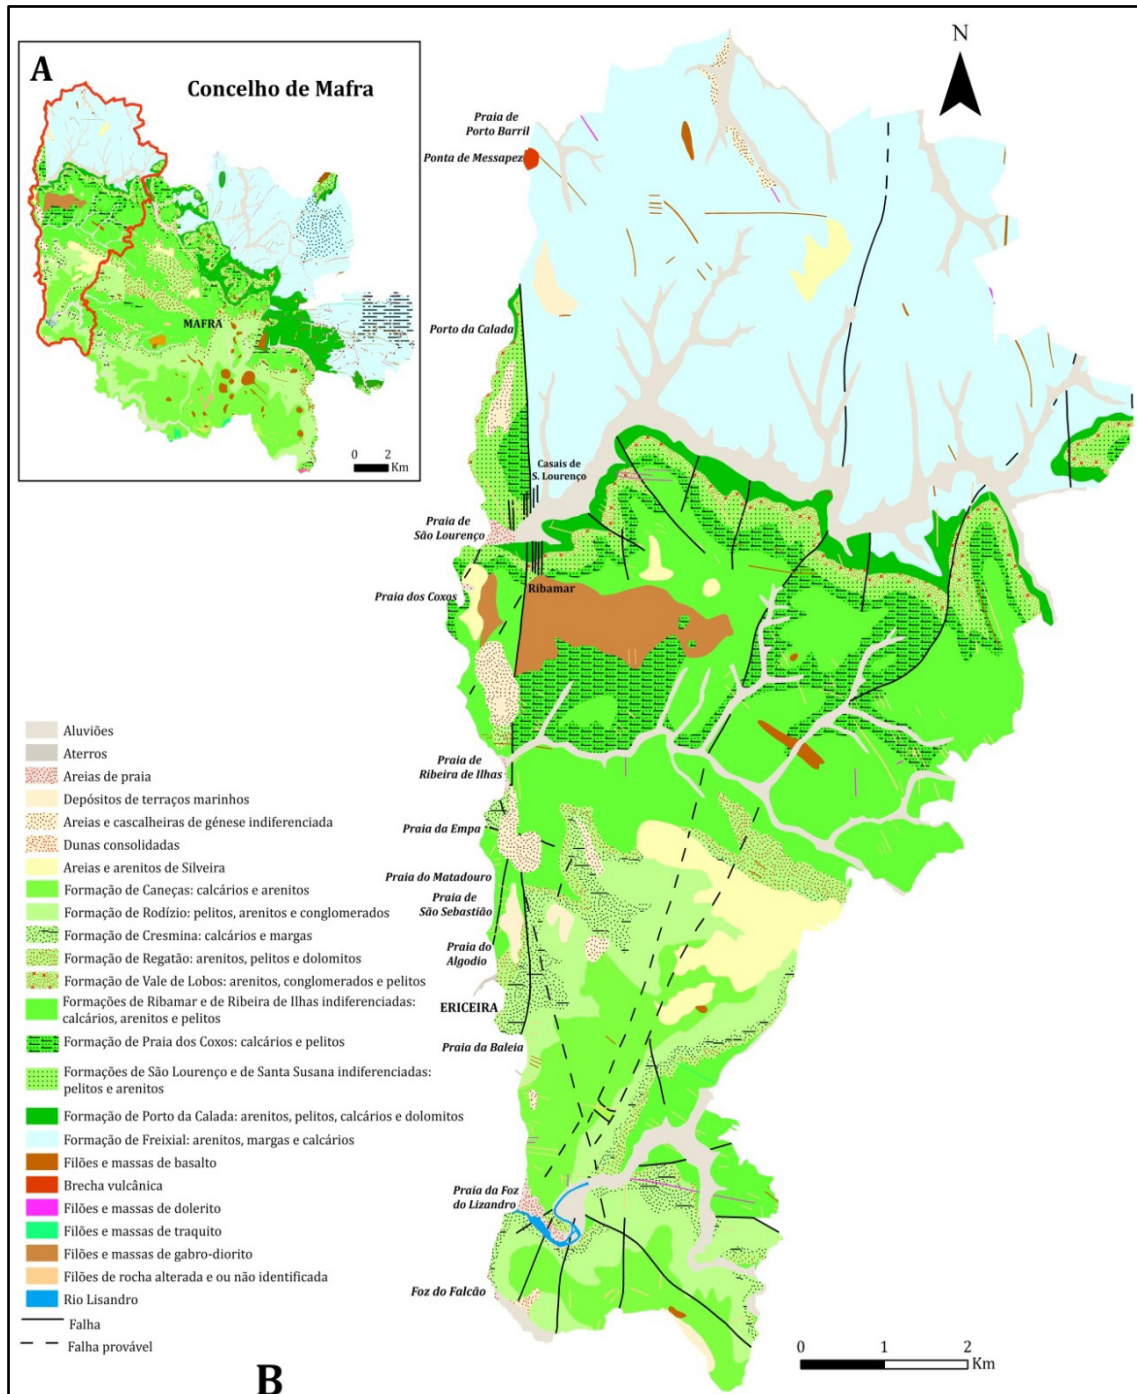 A
Concelho de Mafra
MAFRA
0 2
Km
N
Praia de
Porto Barril
Ponta de Messapez
Porto da Calada
Casais de
S. Lourenço
Praia de
São Lourenço
Praia dos Coxos
Ribamar
Praia de
Ribeira de Ilhas
Praia da Empa
Praia do Matadouro
Praia de
São Sebastião
Praia do
Algodio
ERICEIRA
Praia da Baleia
Praia da Foz
do Lizandro
Foz do Falcão
Aluviões
Aterros
Areias de praia
Depósitos de terraços marinhos
Areias e cascalheiras de génese indiferenciada
Dunas consolidadas
Areias e arenitos de Silveira
Formação de Caneças: calcários e arenitos
Formação de Rodízio: pelitos, arenitos e conglomerados
Formação de Cresmina: calcários e margas
Formação de Regatão: arenitos, pelitos e dolomitos
Formação de Vale de Lobos: arenitos, conglomerados e pelitos
Formações de Ribamar e de Ribeira de Ilhas indiferenciadas:
calcários, arenitos e pelitos
Formação de Praia dos Coxos: calcários e pelitos
Formações de São Lourenço e de Santa Susana indiferenciadas:
pelitos e arenitos
Formação de Porto da Calada: arenitos, pelitos, calcários e dolomitos
Formação de Freixial: arenitos, margas e calcários
Filões e massas de basalto
Brecha vulcânica
Filões e massas de dolerito
Filões e massas de traquito
Filões e massas de gabro-diorito
Filões de rocha alterada e ou não identificada
Rio Lisandro
Falha
Falha provável
B
0 1 2
Km